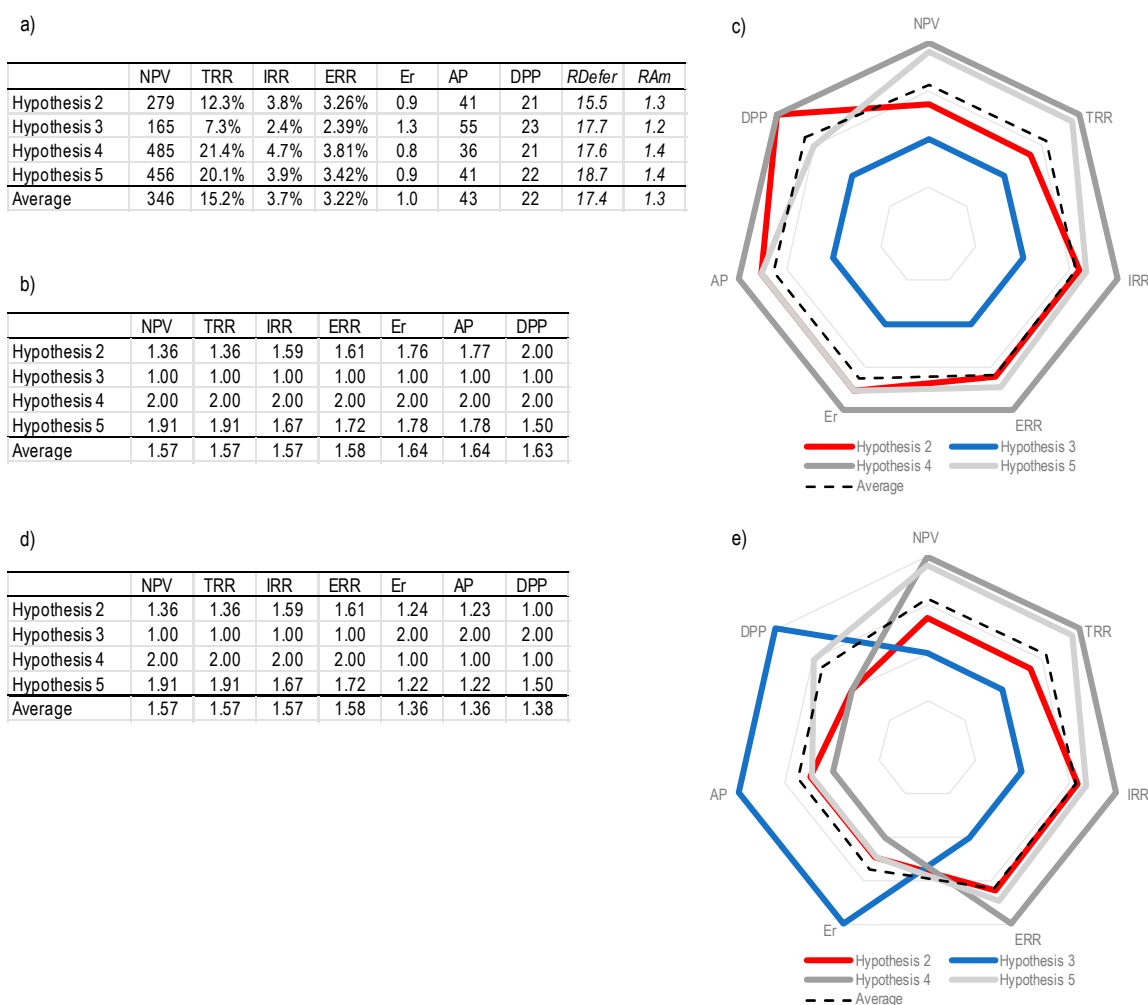 a)
NPV TRR IRR ERR Er AP DPP RDefer RAm
Hypothesis 2 279 12.3% 3.8% 3.26% 0.9 41 21 15.5 1.3
Hypothesis 3 165 7.3% 2.4% 2.39% 1.3 55 23 17.7 1.2
Hypothesis 4 485 21.4% 4.7% 3.81% 0.8 36 21 17.6 1.4
Hypothesis 5 456 20.1% 3.9% 3.42% 0.9 41 22 18.7 1.4
Average 346 15.2% 3.7% 3.22% 1.0 43 22 17.4 1.3
b)
NPV TRR IRR ERR Er AP DPP
Hypothesis 2 1.36 1.36 1.59 1.61 1.76 1.77 2.00
Hypothesis 3 1.00 1.00 1.00 1.00 1.00 1.00 1.00
Hypothesis 4 2.00 2.00 2.00 2.00 2.00 2.00 2.00
Hypothesis 5 1.91 1.91 1.67 1.72 1.78 1.78 1.50
Average 1.57 1.57 1.57 1.58 1.64 1.64 1.63
c)
NPV
DPP TRR
AP IRR
Er ERR
Hypothesis 2 Hypothesis 3
Hypothesis 4 Hypothesis 5
Average
d)
NPV TRR IRR ERR Er AP DPP
Hypothesis 2 1.36 1.36 1.59 1.61 1.24 1.23 1.00
Hypothesis 3 1.00 1.00 1.00 1.00 2.00 2.00 2.00
Hypothesis 4 2.00 2.00 2.00 2.00 1.00 1.00 1.00
Hypothesis 5 1.91 1.91 1.67 1.72 1.22 1.22 1.50
Average 1.57 1.57 1.57 1.58 1.36 1.36 1.38
e)
NPV
DPP TRR
AP IRR
Er ERR
Hypothesis 2 Hypothesis 3
Hypothesis 4 Hypothesis 5
Average